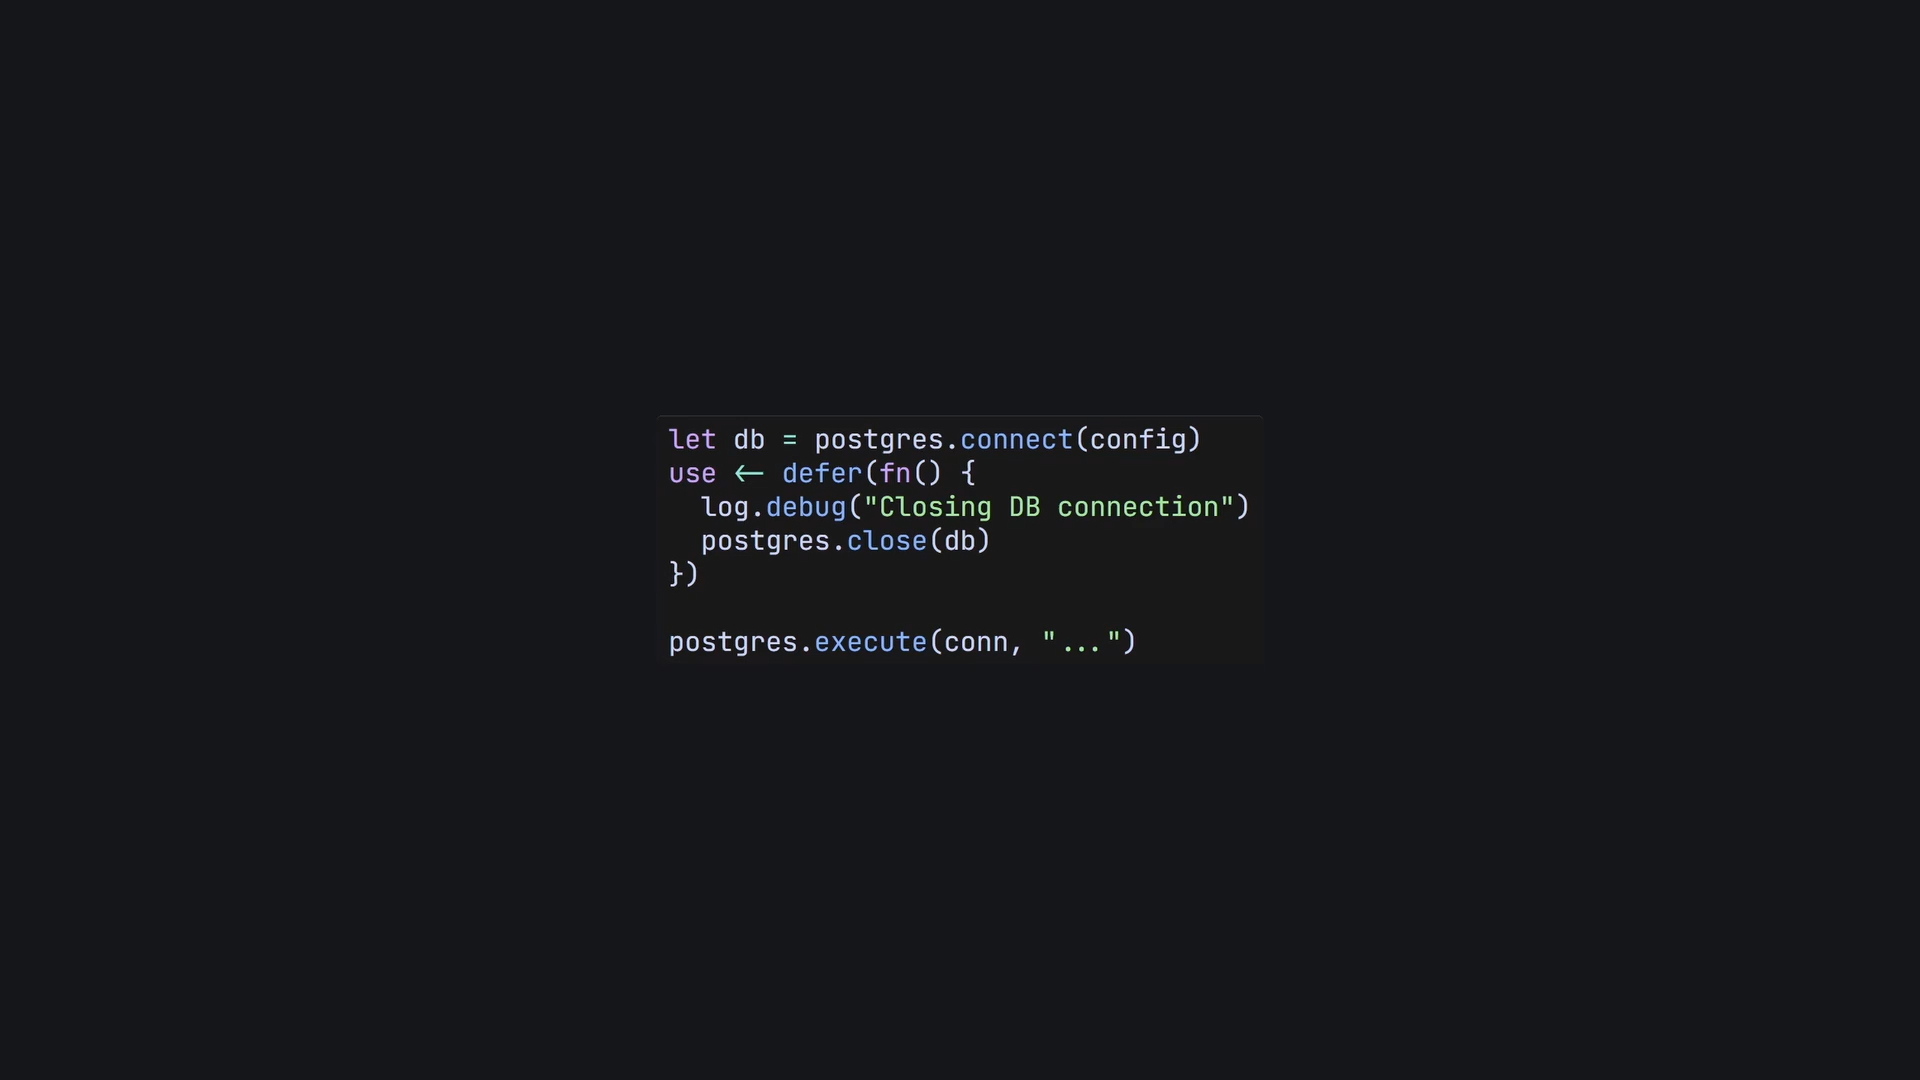 let db = postgres.connect(config)
use <- defer(fn() {
  log.debug("Closing DB connection")
  postgres.close(db)
})

postgres.execute(conn, "...")